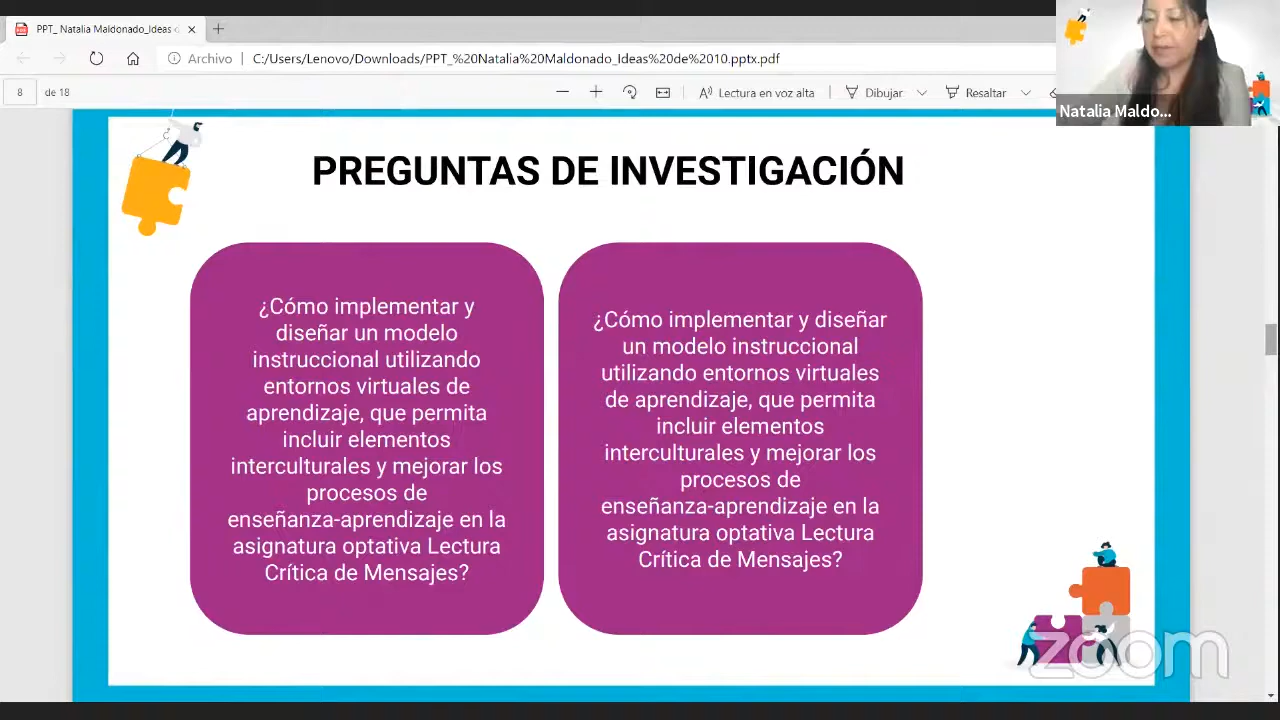 PPT_ Natalia Maldonado_Ideas d
8
de 18
Archivo
C:/Users/Lenovo/Downloads/PPT_%20Natalia%20Maldonado_Ideas%20de%2010.pptx.pdf
Lectura en voz alta
Dibujar
Resaltar
Natalia Maldo...
PREGUNTAS DE INVESTIGACIÓN
¿Cómo implementar y
diseñar un modelo
instruccional utilizando
entornos virtuales de
aprendizaje, que permita
incluir elementos
interculturales y mejorar los
procesos de
enseñanza-aprendizaje en la
asignatura optativa Lectura
Crítica de Mensajes?
¿Cómo implementar y diseñar
un modelo instruccional
utilizando entornos virtuales
de aprendizaje, que permita
incluir elementos
interculturales y mejorar los
procesos de
enseñanza-aprendizaje en la
asignatura optativa Lectura
Crítica de Mensajes?
zoom